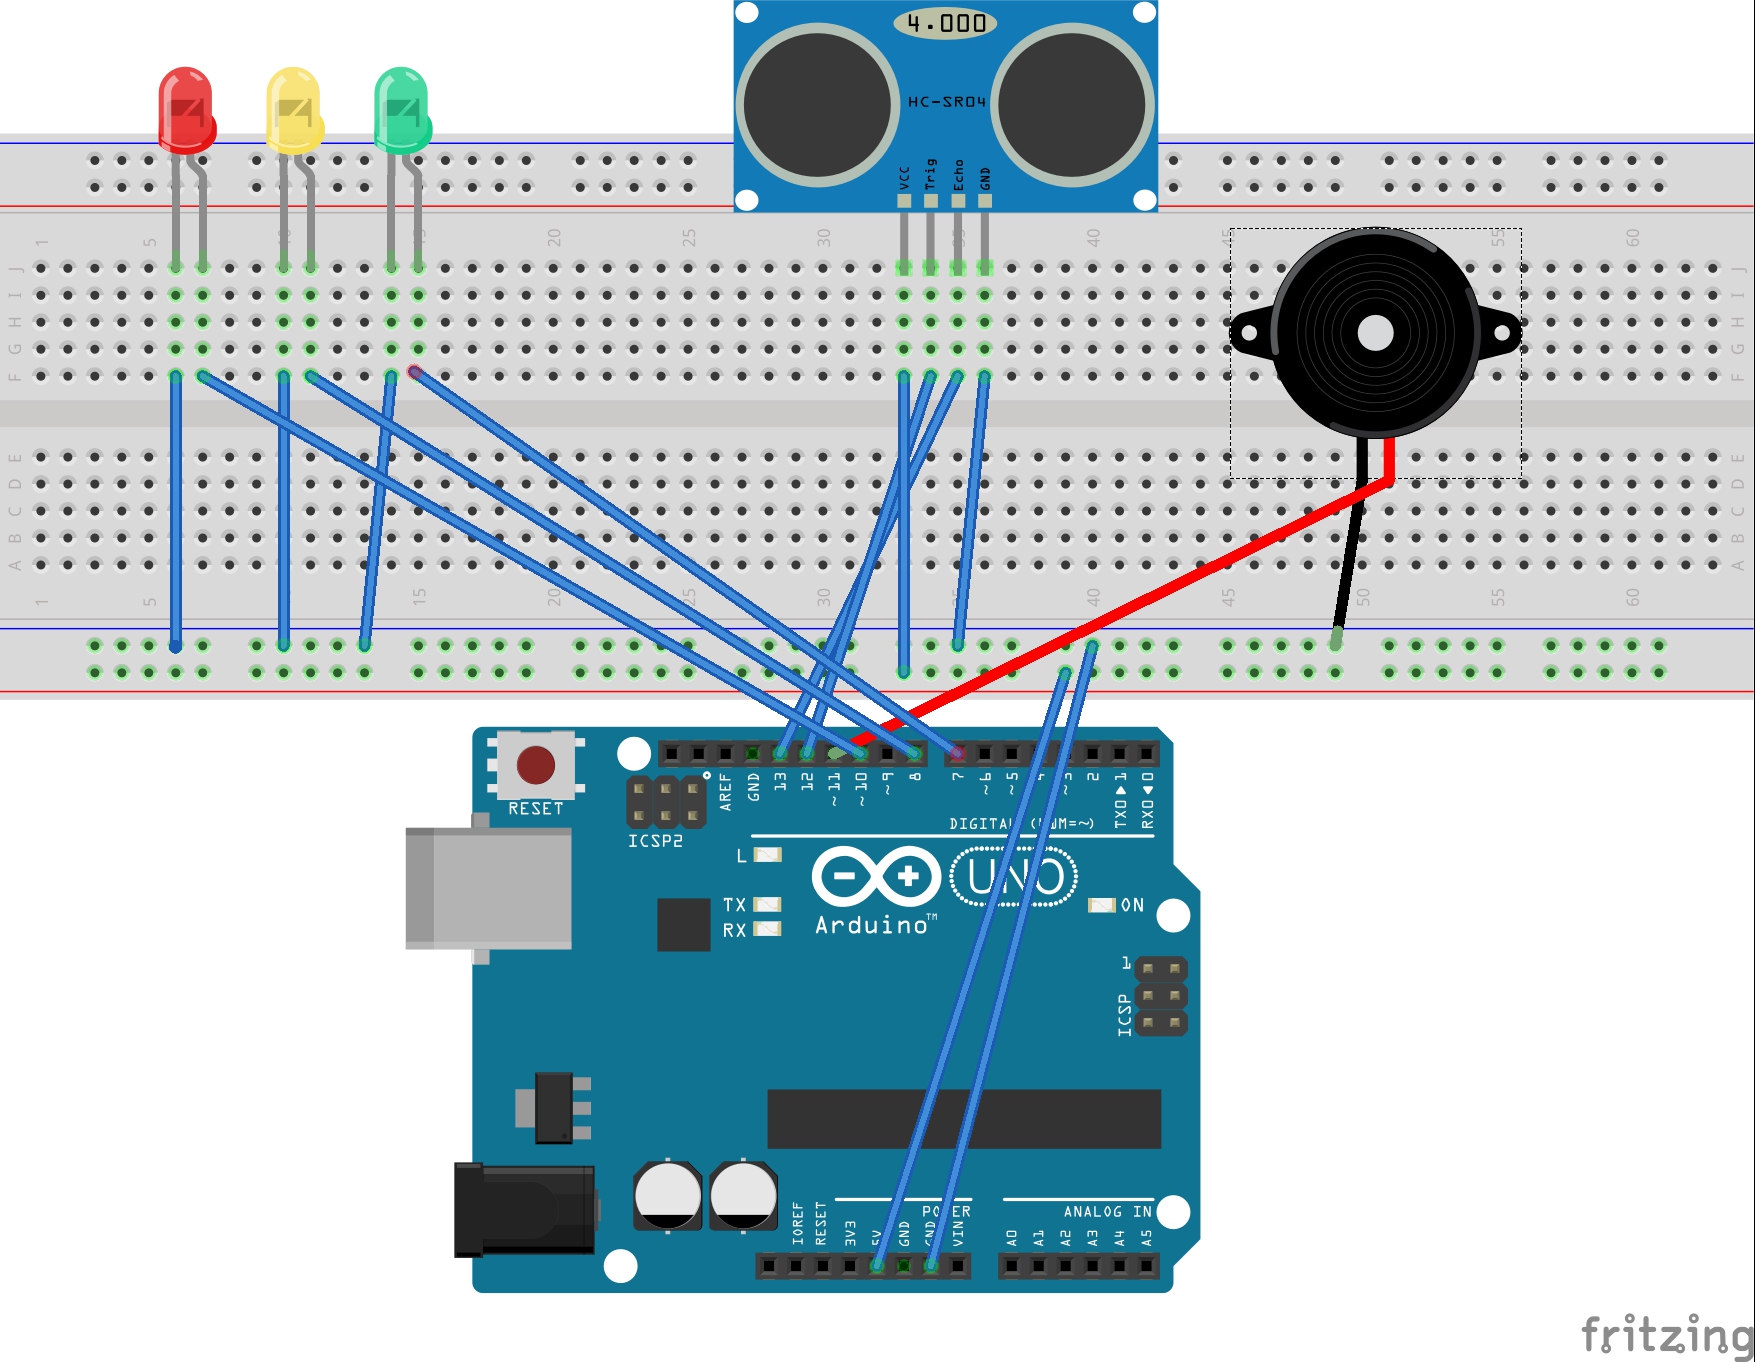 4.000
HC-SR04
VCC Trig Echo GND
1 5 10 15 20 25 30 35 40 45 55 60
J J
I I
H H
G G
F F
E E
D D
C C
B B
A A
1 5 15 20 25 30 35 40 45 50 55 60
RESET
ICSP2
AREF GND 13 12 ~11 ~10 ~9 8 7 ~6 ~5 4 ~3 2 TX0▶1 RX0◀0
DIGITAL (PWM=~)
L
TX
RX
Arduino™
UNO
ON
1
ICSP
POWER
ANALOG IN
IOREF RESET 3V3 5V GND GND VIN A0 A1 A2 A3 A4 A5
fritzing